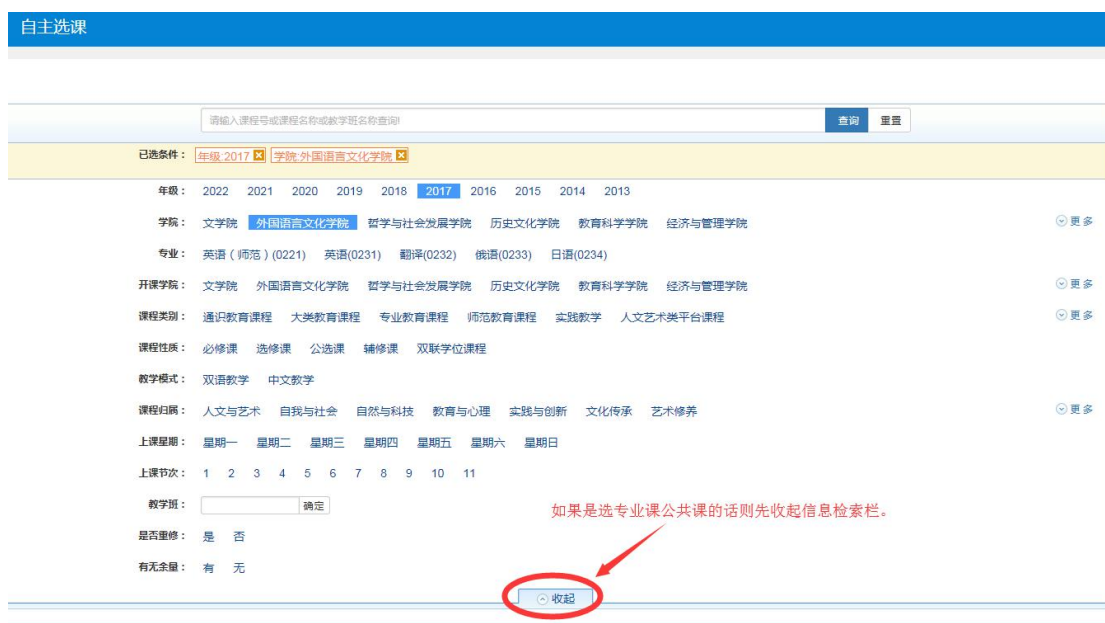 自主选课
请输入课程号或课程名称或教学班名称查询! 查询 重置
已选条件： 年级:2017 学院:外国语言文化学院
年级： 2022 2021 2020 2019 2018 2017 2016 2015 2014 2013
学院： 文学院 外国语言文化学院 哲学与社会发展学院 历史文化学院 教育科学学院 经济与管理学院 更多
专业： 英语（师范）(0221) 英语(0231) 翻译(0232) 俄语(0233) 日语(0234)
开课学院： 文学院 外国语言文化学院 哲学与社会发展学院 历史文化学院 教育科学学院 经济与管理学院 更多
课程类别： 通识教育课程 大类教育课程 专业教育课程 师范教育课程 实践教学 人文艺术类平台课程 更多
课程性质： 必修课 选修课 公选课 辅修课 双联学位课程
教学模式： 双语教学 中文教学
课程归属： 人文与艺术 自我与社会 自然与科技 教育与心理 实践与创新 文化传承 艺术修养 更多
上课星期： 星期一 星期二 星期三 星期四 星期五 星期六 星期日
上课节次： 1 2 3 4 5 6 7 8 9 10 11
教学班： 确定
如果是选专业课公共课的话则先收起信息检索栏。
是否重修： 是 否
有无余量： 有 无
收起